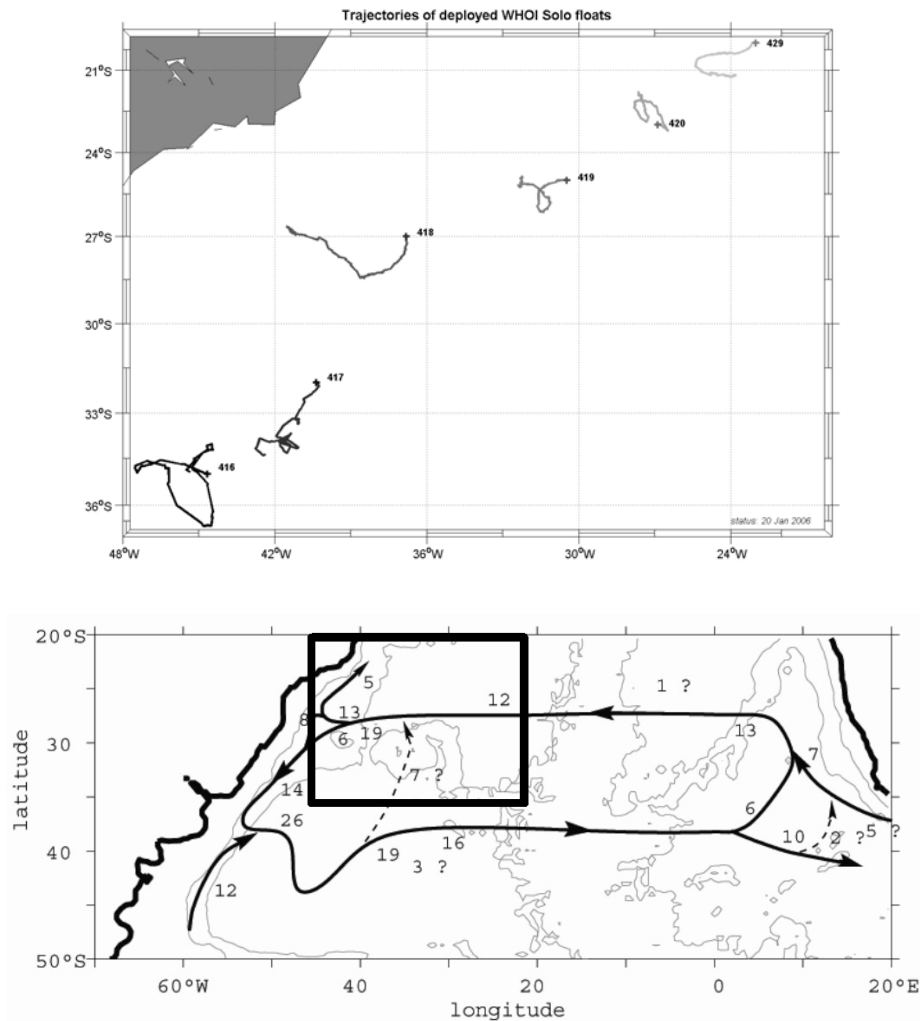 Trajectories of deployed WHOI Solo floats
429
21°S
420
24°S
419
27°S
418
30°S
417
33°S
416
36°S
status: 20 Jan 2006
48°W 42°W 36°W 30°W 24°W
20°S
5
1 ?
12
8 13
6 19
13
30
7
7 ?
14
26
6
10 2 ? 5 ?
16
40
19
3 ?
12
50°S
60°W 40 20 0 20°E
latitude
longitude